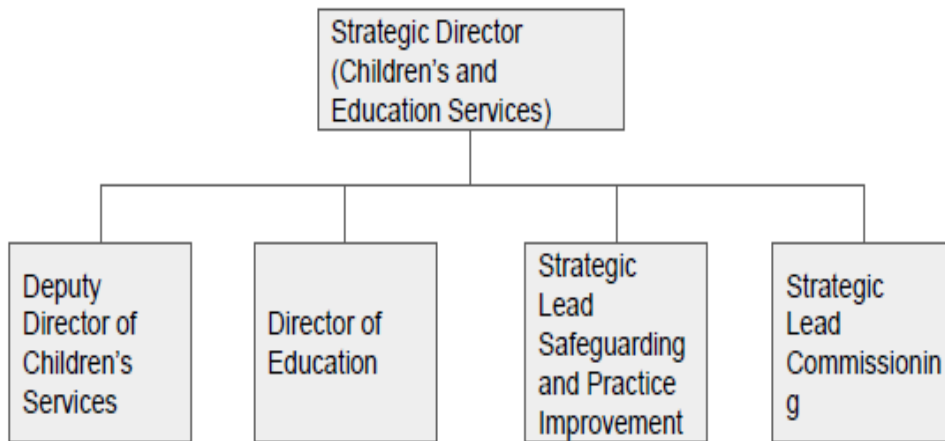 Strategic Director
(Children's and
Education Services)
Deputy
Director of
Children's
Services
Director of
Education
Strategic
Lead
Safeguarding
and Practice
Improvement
Strategic
Lead
Commissionin
g